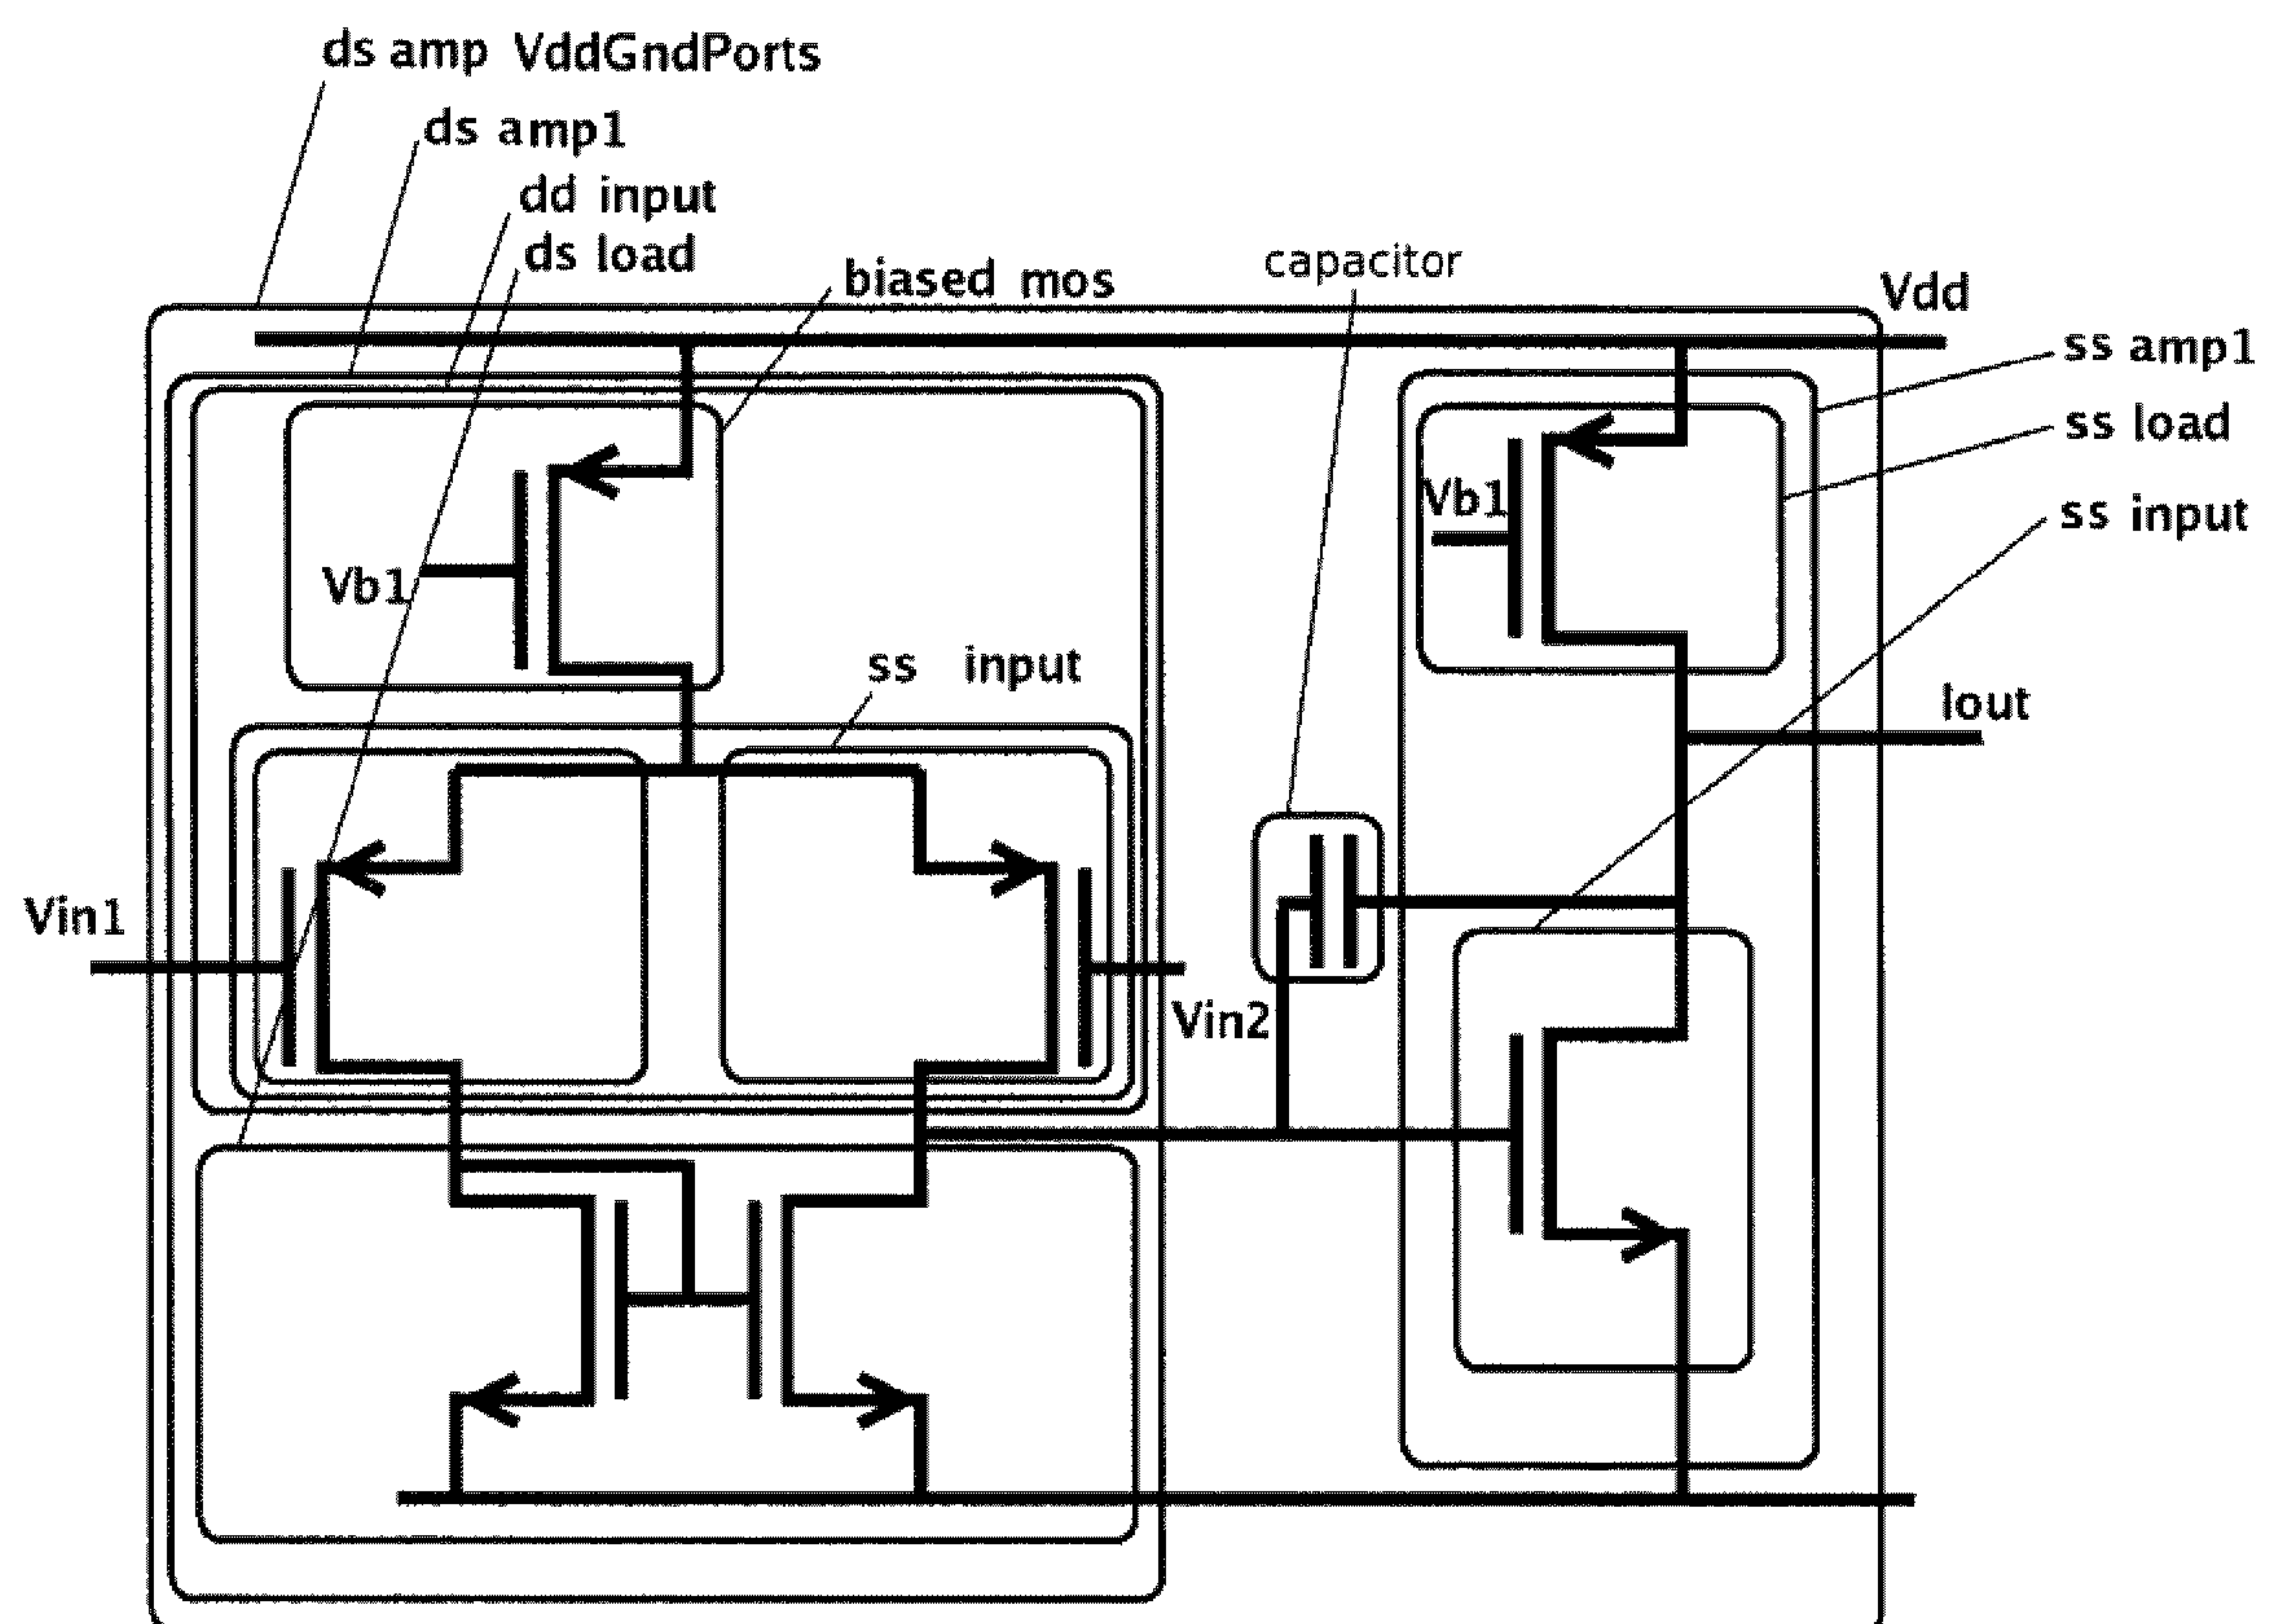 ds amp VddGndPorts
ds amp1
dd input
ds load
biased mos
capacitor
Vdd
ss amp1
ss load
ss input
Vb1
Vb1
ss input
Iout
Vin1
Vin2